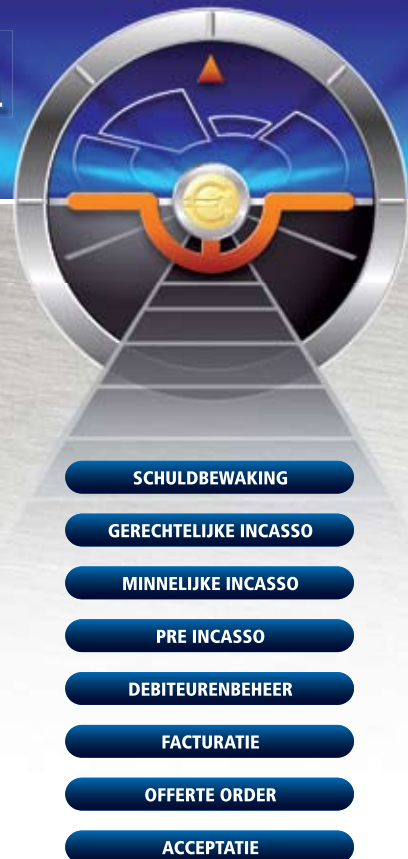 SCHULDBEWAKING
GERECHTELIJKE INCASSO
MINNELIJKE INCASSO
PRE INCASSO
DEBITEURENBEHEER
FACTURATIE
OFFERTE ORDER
ACCEPTATIE